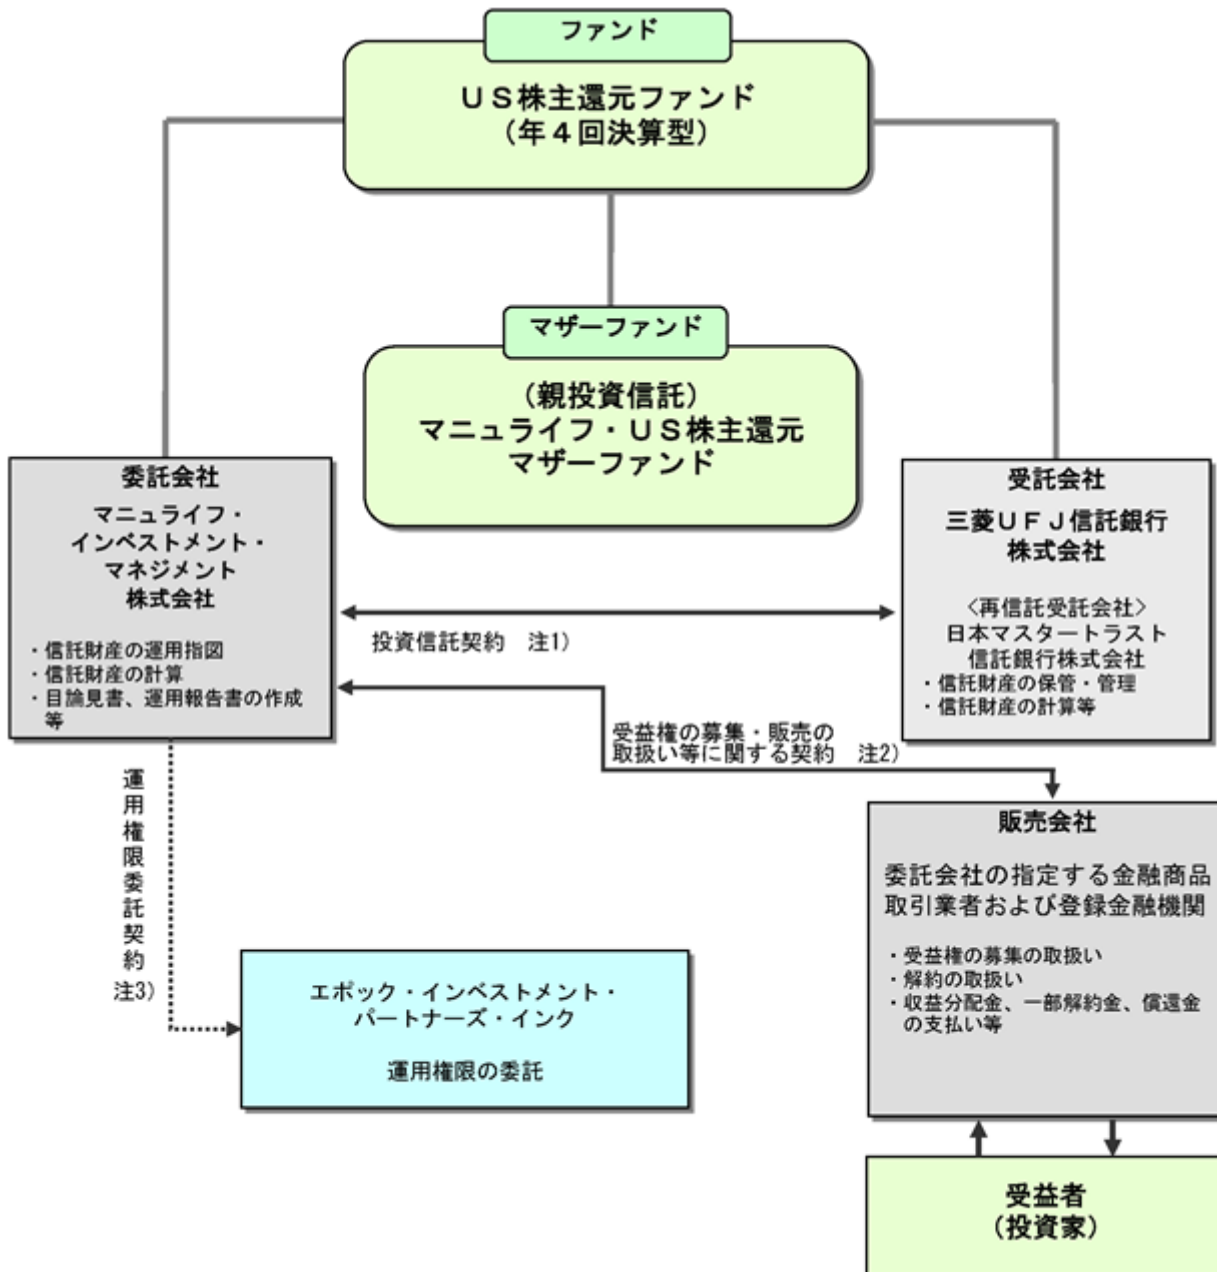 ファンド
US株主還元ファンド
(年4回決算型)
マザーファンド
(親投資信託)
マニュライフ・US株主還元
マザーファンド
委託会社
マニュライフ・
インベストメント・
マネジメント
株式会社
・信託財産の運用指図
・信託財産の計算
・目論見書、運用報告書の作成
等
受託会社
三菱UFJ信託銀行
株式会社
〈再信託受託会社〉
日本マスタートラスト
信託銀行株式会社
・信託財産の保管・管理
・信託財産の計算等
投資信託契約 注1)
受益権の募集・販売の
取扱い等に関する契約 注2)
運用権限委託契約
注3)
エポック・インベストメント・
パートナーズ・インク
運用権限の委託
販売会社
委託会社の指定する金融商品
取引業者および登録金融機関
・受益権の募集の取扱い
・解約の取扱い
・収益分配金、一部解約金、償還金
の支払い等
受益者
(投資家)